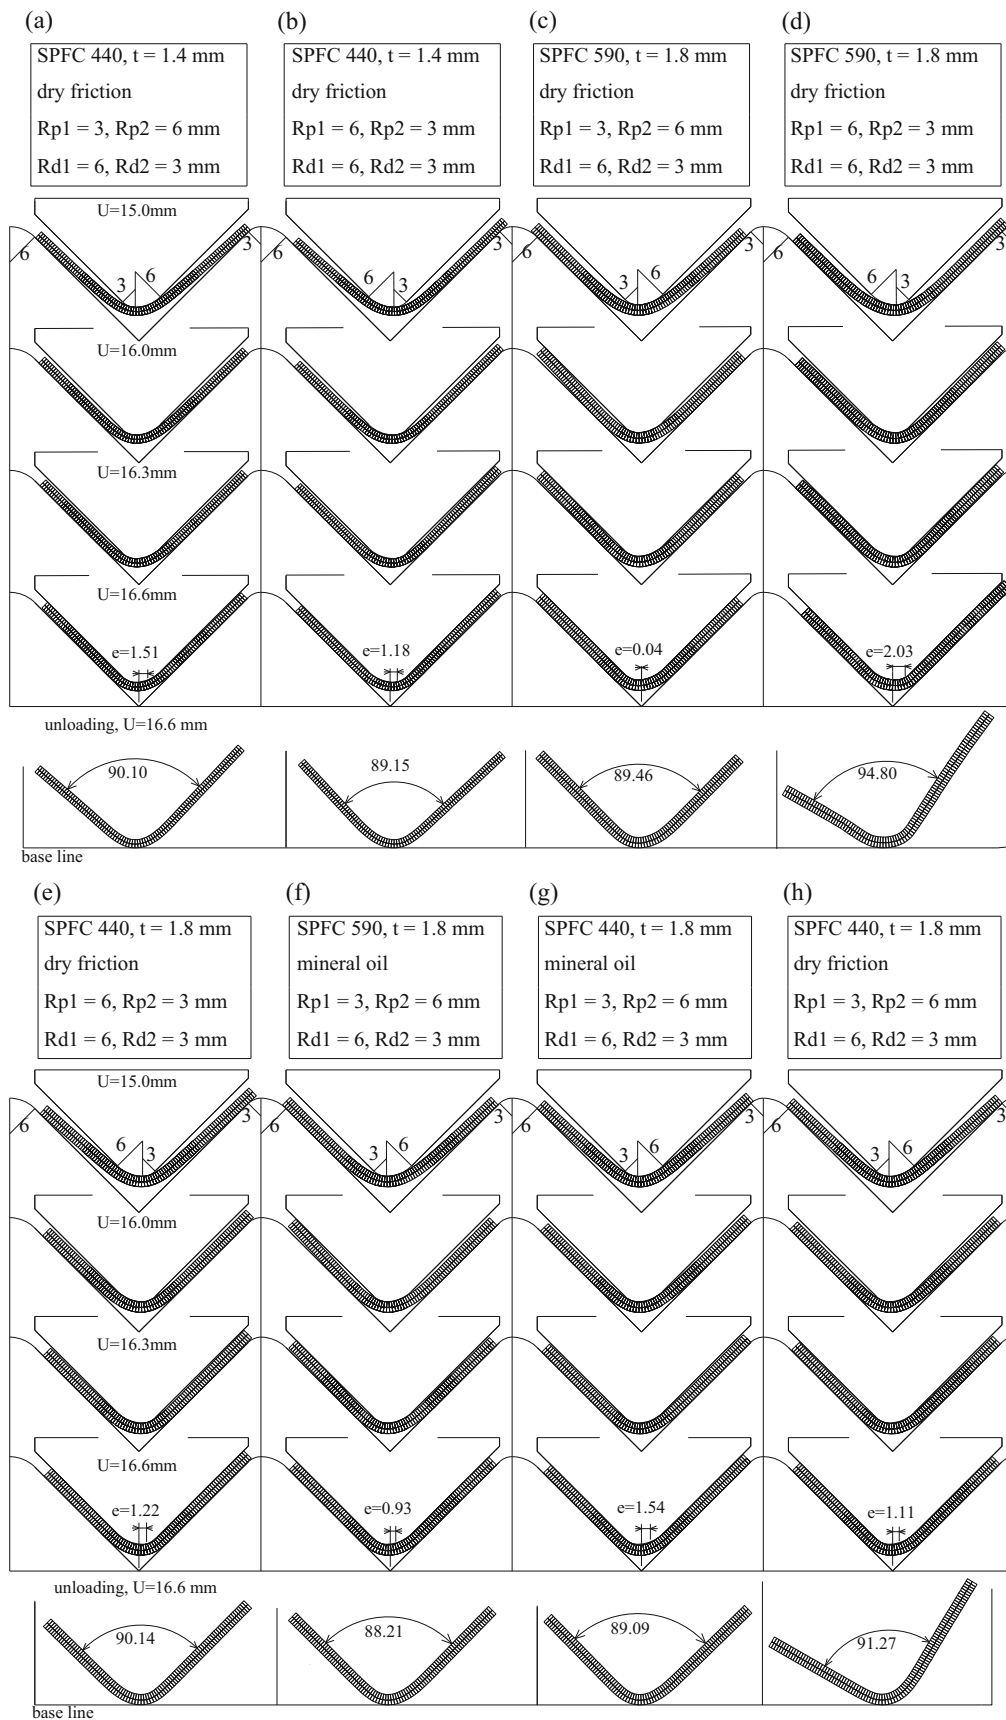 (a)
SPFC 440, t = 1.4 mm
dry friction
Rp1 = 3, Rp2 = 6 mm
Rd1 = 6, Rd2 = 3 mm
U=15.0mm
6
3
6
3
U=16.0mm
U=16.3mm
U=16.6mm
e=1.51
unloading, U=16.6 mm
90.10
base line
(b)
SPFC 440, t = 1.4 mm
dry friction
Rp1 = 6, Rp2 = 3 mm
Rd1 = 6, Rd2 = 3 mm
6
6
3
3
e=1.18
89.15
(c)
SPFC 590, t = 1.8 mm
dry friction
Rp1 = 3, Rp2 = 6 mm
Rd1 = 6, Rd2 = 3 mm
6
3
6
3
e=0.04
89.46
(d)
SPFC 590, t = 1.8 mm
dry friction
Rp1 = 6, Rp2 = 3 mm
Rd1 = 6, Rd2 = 3 mm
6
6
3
3
e=2.03
94.80
(e)
SPFC 440, t = 1.8 mm
dry friction
Rp1 = 6, Rp2 = 3 mm
Rd1 = 6, Rd2 = 3 mm
U=15.0mm
6
6
3
3
U=16.0mm
U=16.3mm
U=16.6mm
e=1.22
unloading, U=16.6 mm
90.14
base line
(f)
SPFC 590, t = 1.8 mm
mineral oil
Rp1 = 3, Rp2 = 6 mm
Rd1 = 6, Rd2 = 3 mm
6
3
6
3
e=0.93
88.21
(g)
SPFC 440, t = 1.8 mm
mineral oil
Rp1 = 3, Rp2 = 6 mm
Rd1 = 6, Rd2 = 3 mm
6
3
6
3
e=1.54
89.09
(h)
SPFC 440, t = 1.8 mm
dry friction
Rp1 = 3, Rp2 = 6 mm
Rd1 = 6, Rd2 = 3 mm
6
3
6
3
e=1.11
91.27